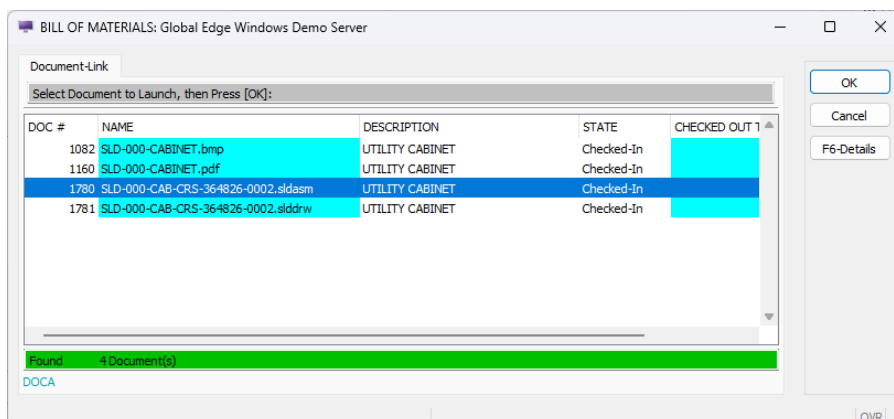 BILL OF MATERIALS: Global Edge Windows Demo Server
Document-Link
Select Document to Launch, then Press [OK]:
OK
Cancel
F6-Details
DOC # NAME DESCRIPTION STATE CHECKED OUT T
1082 SLD-000-CABINET.bmp UTILITY CABINET Checked-In
1160 SLD-000-CABINET.pdf UTILITY CABINET Checked-In
1780 SLD-000-CAB-CRS-364826-0002.sldasm UTILITY CABINET Checked-In
1781 SLD-000-CAB-CRS-364826-0002.slddrw UTILITY CABINET Checked-In
Found 4 Document(s)
DOCA
OVR